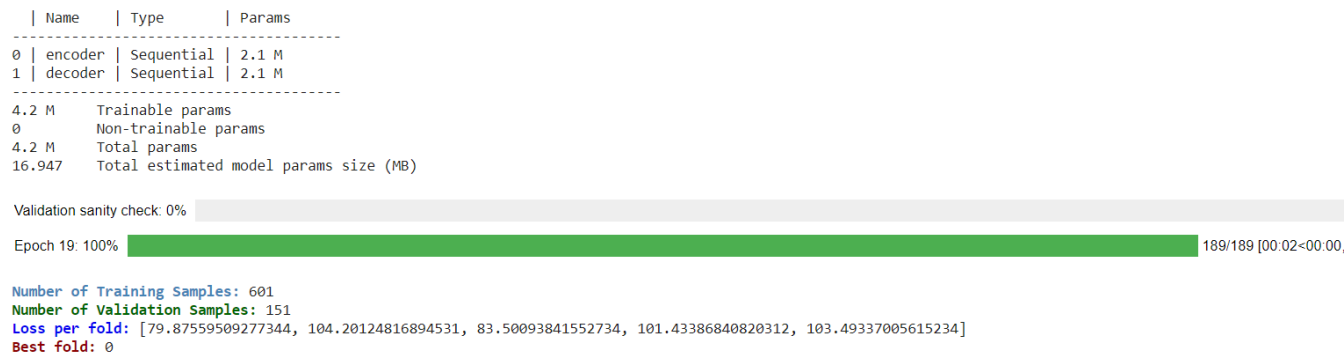 | Name    | Type       | Params
---------------------------------------
0 | encoder | Sequential | 2.1 M
1 | decoder | Sequential | 2.1 M
---------------------------------------
4.2 M     Trainable params
0         Non-trainable params
4.2 M     Total params
16.947    Total estimated model params size (MB)
Validation sanity check: 0%
Epoch 19: 100% 189/189 [00:02<00:00,
Number of Training Samples: 601
Number of Validation Samples: 151
Loss per fold: [79.87559509277344, 104.20124816894531, 83.50093841552734, 101.43386840820312, 103.49337005615234]
Best fold: 0